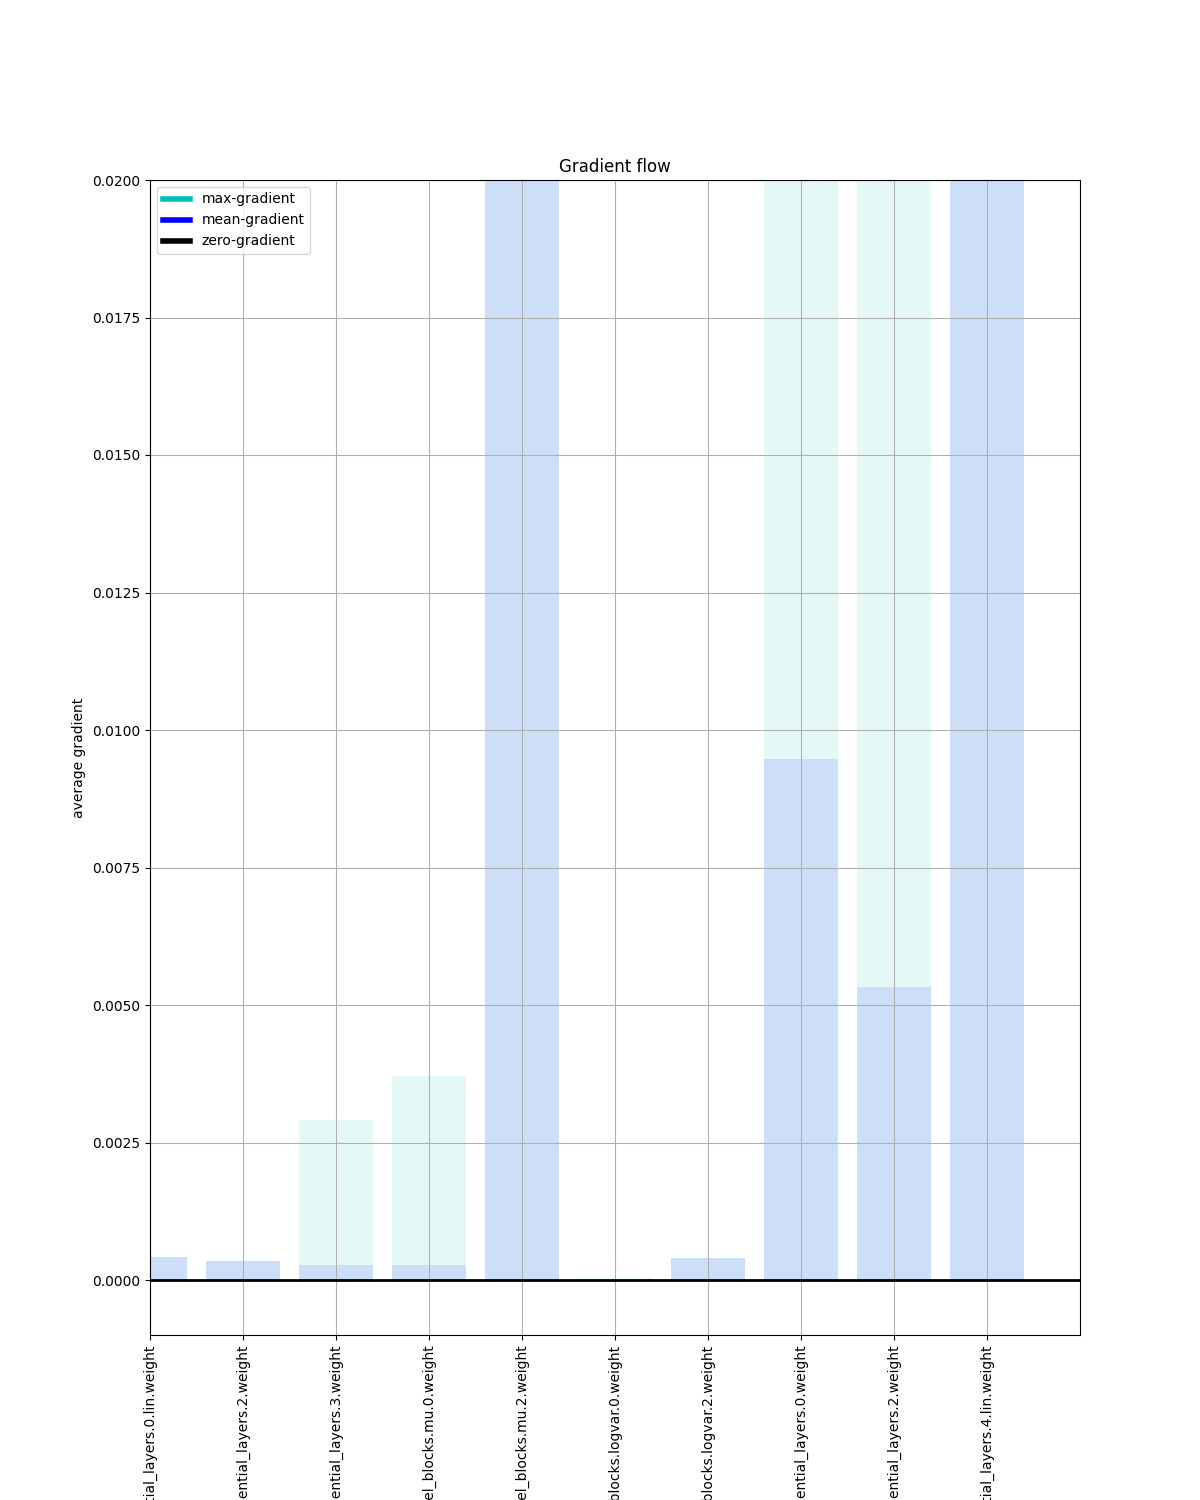 Gradient flow
max-gradient
mean-gradient
zero-gradient
0.0200
0.0175
0.0150
0.0125
0.0100
0.0075
0.0050
0.0025
0.0000
average gradient
tial_layers.0.lin.weight
ential_layers.2.weight
ential_layers.3.weight
el_blocks.mu.0.weight
el_blocks.mu.2.weight
blocks.logvar.0.weight
blocks.logvar.2.weight
ential_layers.0.weight
ential_layers.2.weight
tial_layers.4.lin.weight